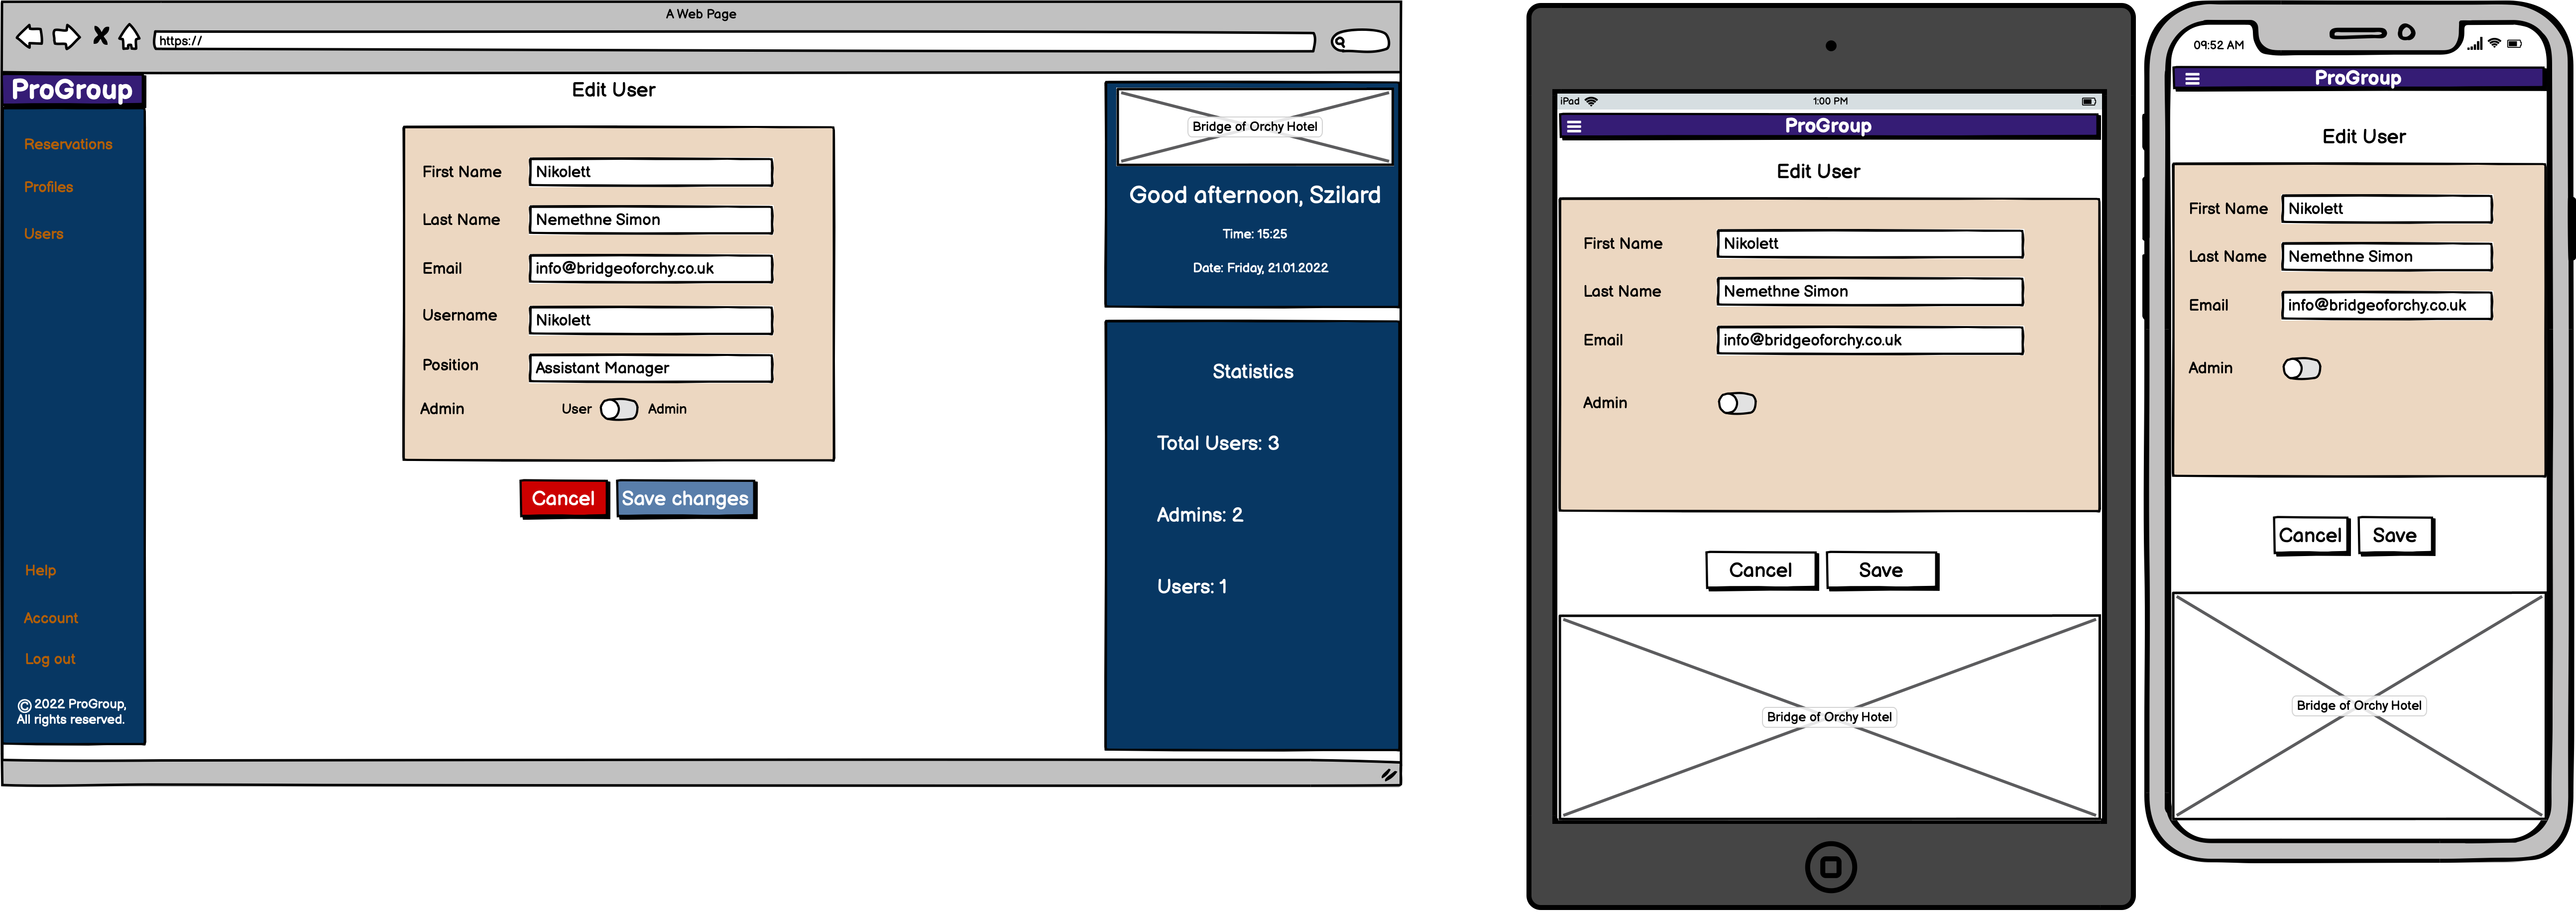 A Web Page
https://
ProGroup
Reservations
Profiles
Users
Help
Account
Log out
© 2022 ProGroup,
All rights reserved.
Edit User
First Name Nikolett
Last Name Nemethne Simon
Email info@bridgeoforchy.co.uk
Username Nikolett
Position Assistant Manager
Admin User Admin
Cancel Save changes
Bridge of Orchy Hotel
Good afternoon, Szilard
Time: 15:25
Date: Friday, 21.01.2022
Statistics
Total Users: 3
Admins: 2
Users: 1
iPad 1:00 PM
ProGroup
Edit User
First Name Nikolett
Last Name Nemethne Simon
Email info@bridgeoforchy.co.uk
Admin
Cancel Save
Bridge of Orchy Hotel
09:52 AM
ProGroup
Edit User
First Name Nikolett
Last Name Nemethne Simon
Email info@bridgeoforchy.co.uk
Admin
Cancel Save
Bridge of Orchy Hotel